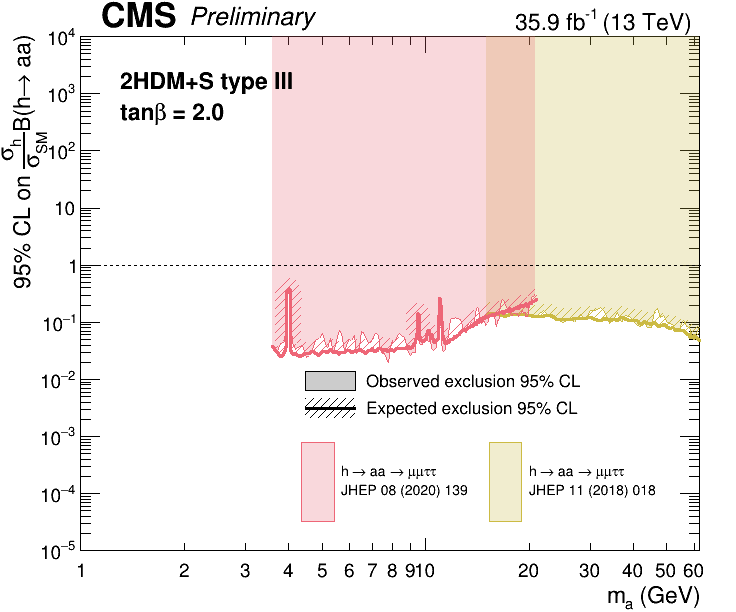 CMS Preliminary
35.9 fb⁻¹ (13 TeV)
95% CL on σh/σSM B(h→ aa)
10⁴
10³
10²
10
1
10⁻¹
10⁻²
10⁻³
10⁻⁴
10⁻⁵
2HDM+S type III
tanβ = 2.0
Observed exclusion 95% CL
Expected exclusion 95% CL
h → aa → μμττ
JHEP 08 (2020) 139
h → aa → μμττ
JHEP 11 (2018) 018
1 2 3 4 5 6 7 8 910 20 30 40 50 60
mₐ (GeV)